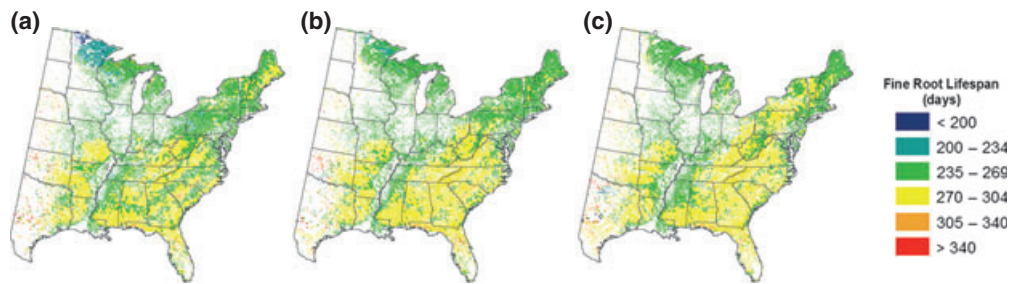 (a)
(b)
(c)
Fine Root Lifespan
(days)
< 200
200 – 234
235 – 269
270 – 304
305 – 340
> 340